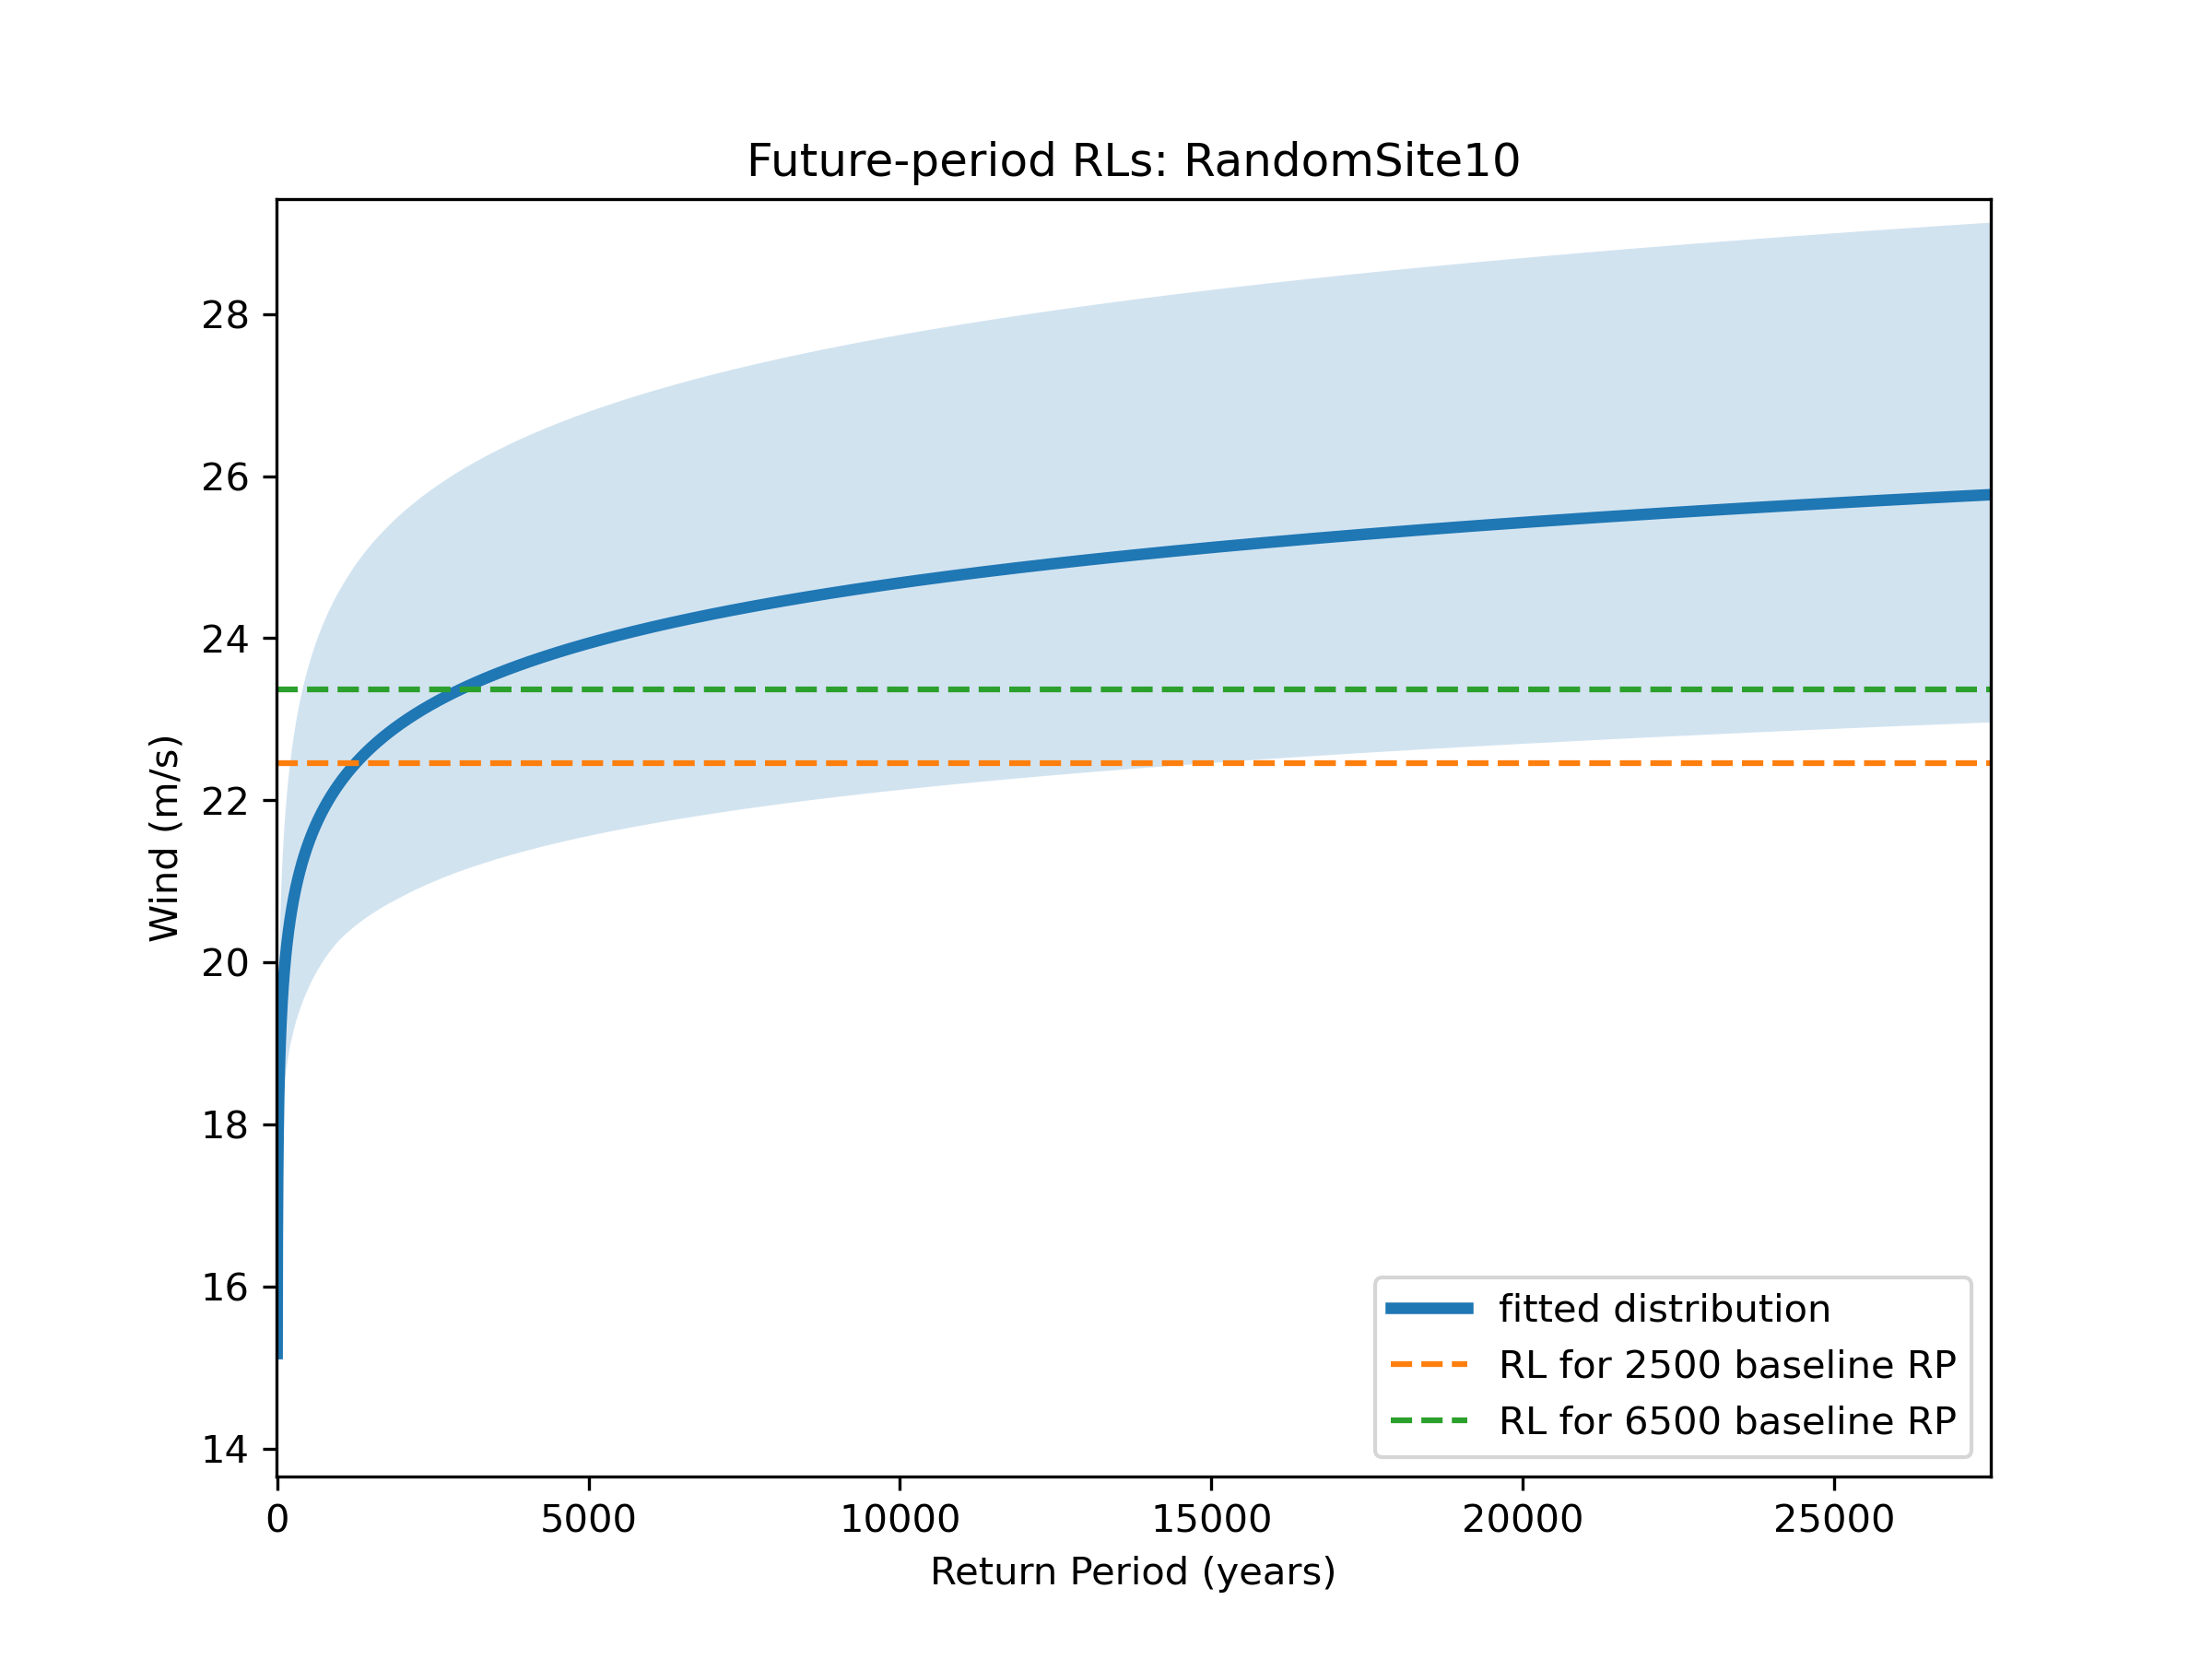 Future-period RLs: RandomSite10
28
26
24
22
20
18
16
14
Wind (m/s)
0 5000 10000 15000 20000 25000
Return Period (years)
fitted distribution
RL for 2500 baseline RP
RL for 6500 baseline RP